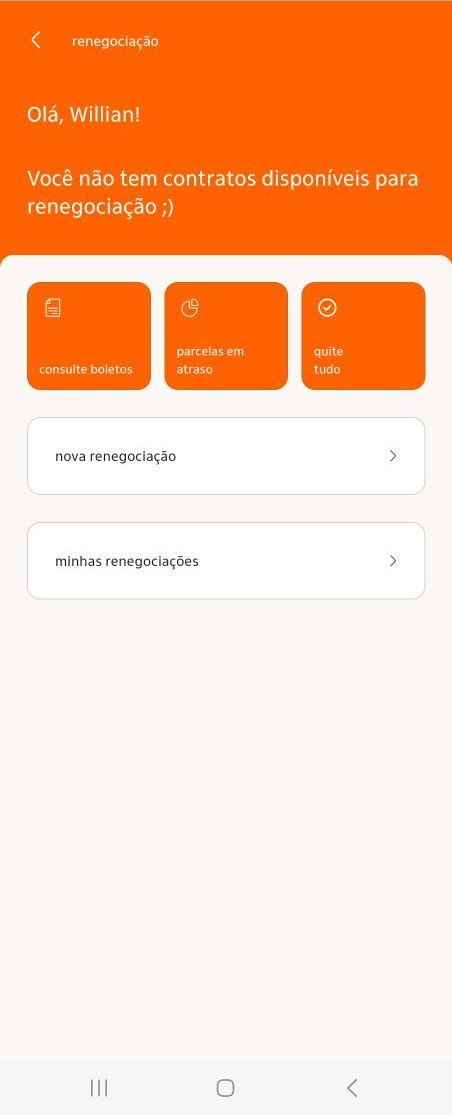 renegociação
Olá, Willian!
Você não tem contratos disponíveis para
renegociação ;)
consulte boletos
parcelas em
atraso
quite
tudo
nova renegociação
minhas renegociações